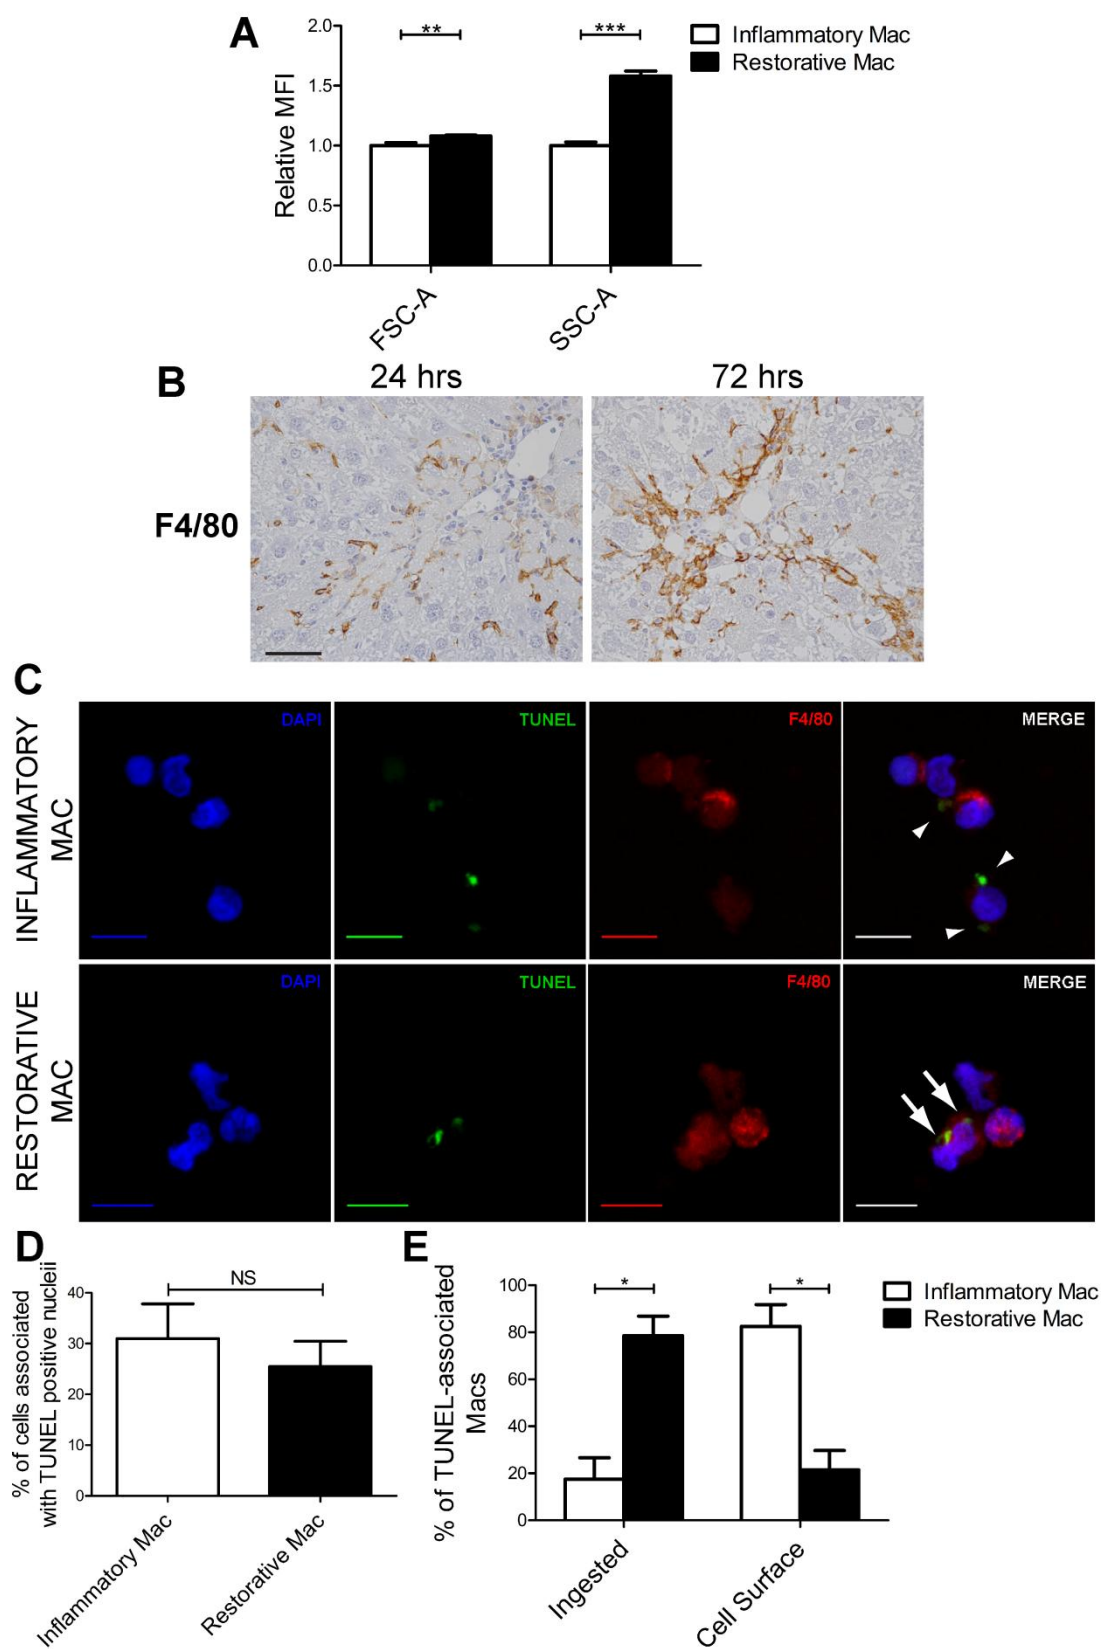 A
2.0
1.5
1.0
0.5
0.0
Relative MFI
**
***
Inflammatory Mac
Restorative Mac
FSC-A
SSC-A
B
24 hrs
72 hrs
F4/80
C
INFLAMMATORY
MAC
DAPI
TUNEL
F4/80
MERGE
RESTORATIVE
MAC
DAPI
TUNEL
F4/80
MERGE
D
% of cells associated
with TUNEL positive nucleii
40
30
20
10
0
NS
Inflammatory Mac
Restorative Mac
E
% of TUNEL-associated
Macs
100
80
60
40
20
0
*
*
Inflammatory Mac
Restorative Mac
Ingested
Cell Surface